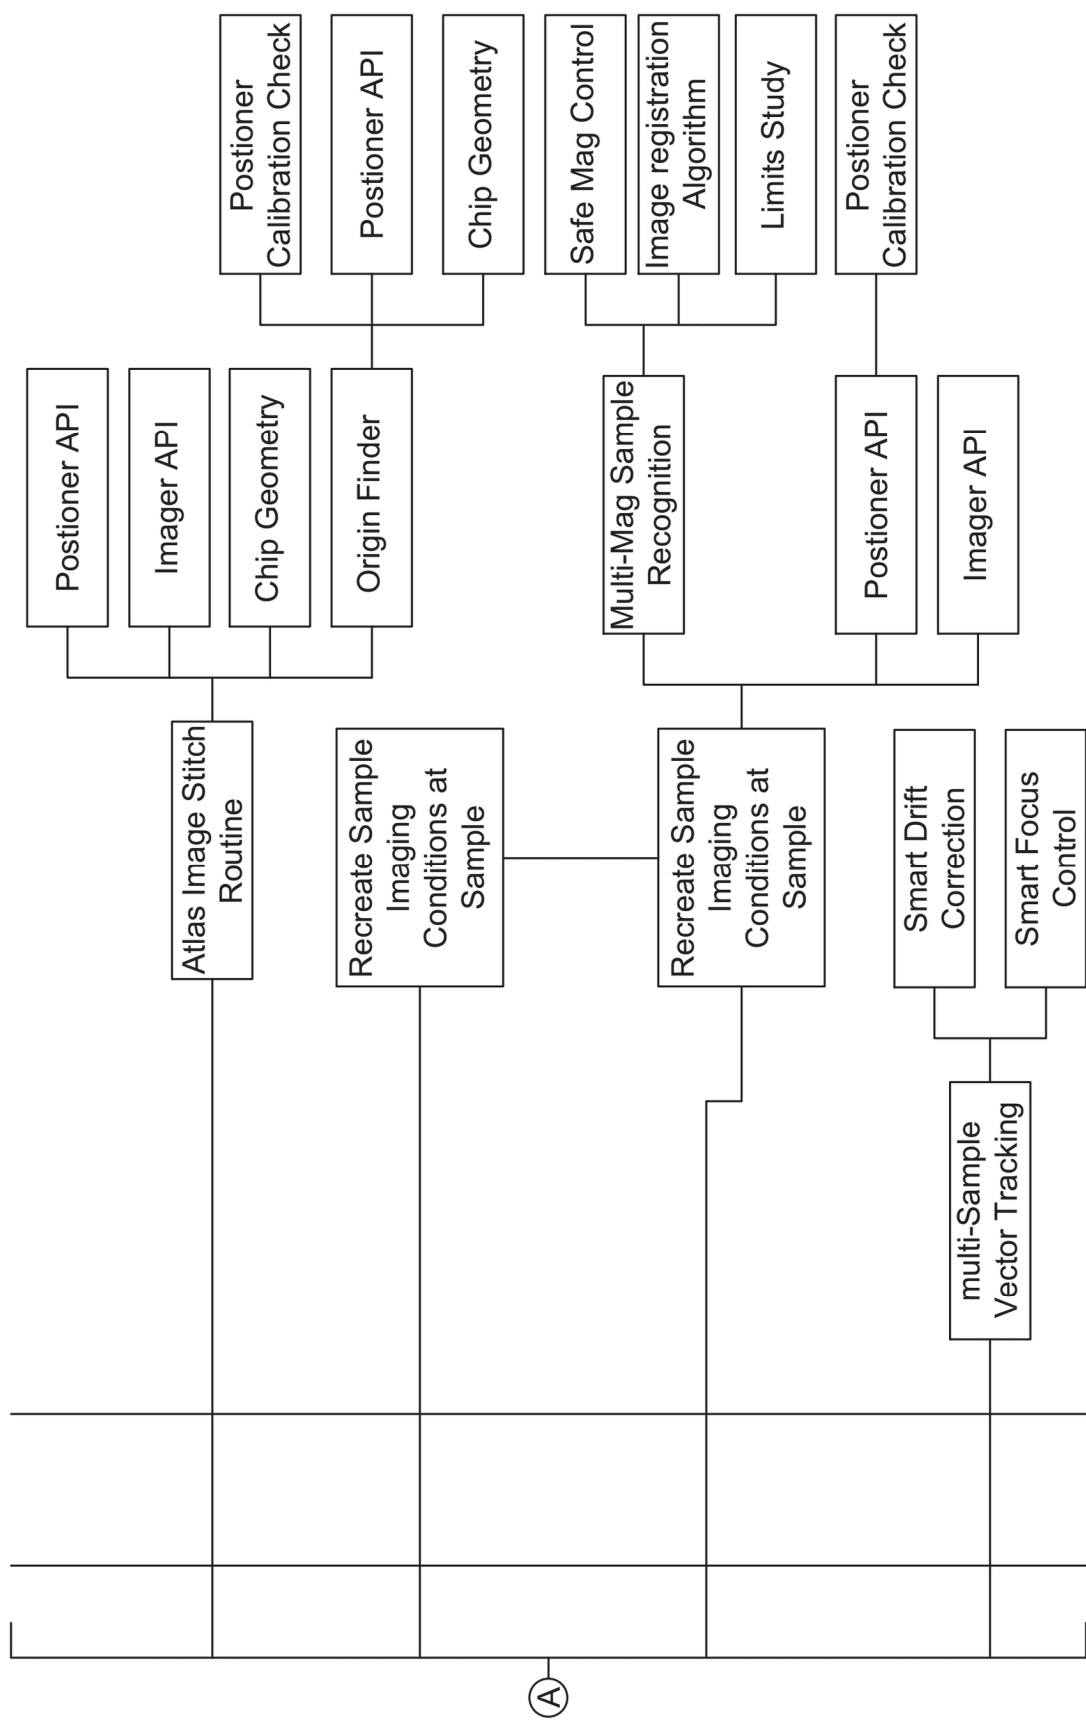 Postioner
Calibration Check
Postioner API
Chip Geometry
Safe Mag Control
Image registration
Algorithm
Limits Study
Postioner
Calibration Check
Postioner API
Imager API
Chip Geometry
Origin Finder
Multi-Mag Sample
Recognition
Postioner API
Imager API
Atlas Image Stitch
Routine
Recreate Sample
Imaging
Conditions at
Sample
Recreate Sample
Imaging
Conditions at
Sample
Smart Drift
Correction
Smart Focus
Control
multi-Sample
Vector Tracking
A